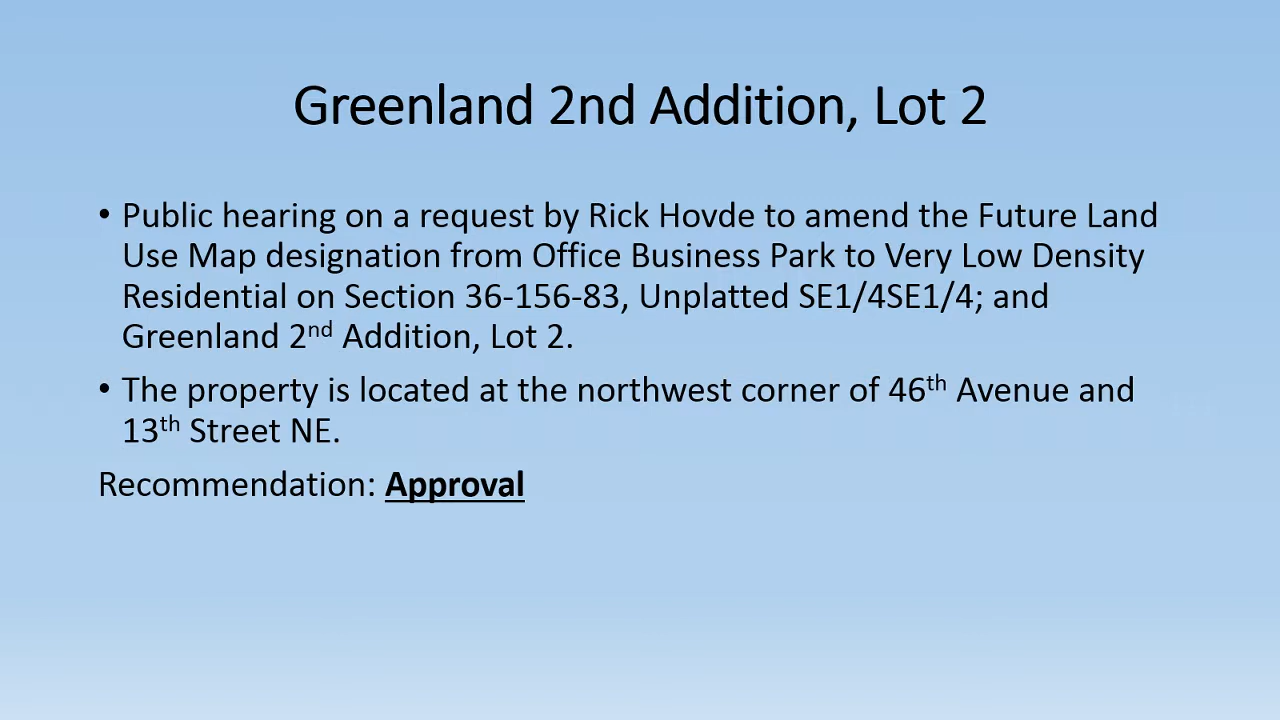 Greenland 2nd Addition, Lot 2
• Public hearing on a request by Rick Hovde to amend the Future Land
Use Map designation from Office Business Park to Very Low Density
Residential on Section 36-156-83, Unplatted SE1/4SE1/4; and
Greenland 2nd Addition, Lot 2.
• The property is located at the northwest corner of 46th Avenue and
13th Street NE.
Recommendation: Approval